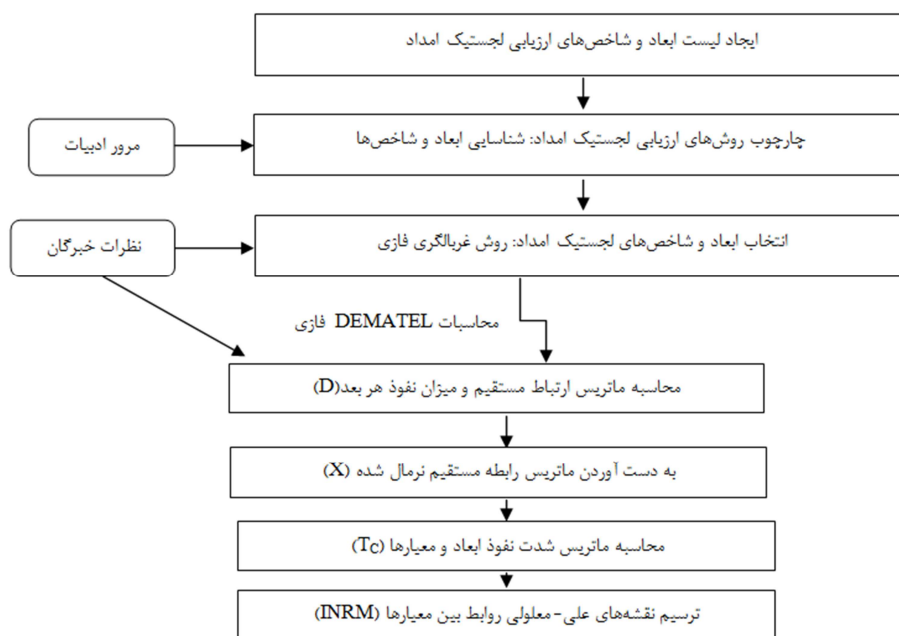 ایجاد لیست ابعاد و شاخص‌های ارزیابی لجستیک امداد
مرور ادبیات
چارچوب روش‌های ارزیابی لجستیک امداد: شناسایی ابعاد و شاخص‌ها
نظرات خبرگان
انتخاب ابعاد و شاخص‌های لجستیک امداد: روش غربالگری فازی
محاسبات DEMATEL فازی
محاسبه ماتریس ارتباط مستقیم و میزان نفوذ هر بعد(D)
به دست آوردن ماتریس رابطه مستقیم نرمال شده (X)
محاسبه ماتریس شدت نفوذ ابعاد و معیارها (TC)
ترسیم نقشه‌های علی-معلولی روابط بین معیارها (INRM)